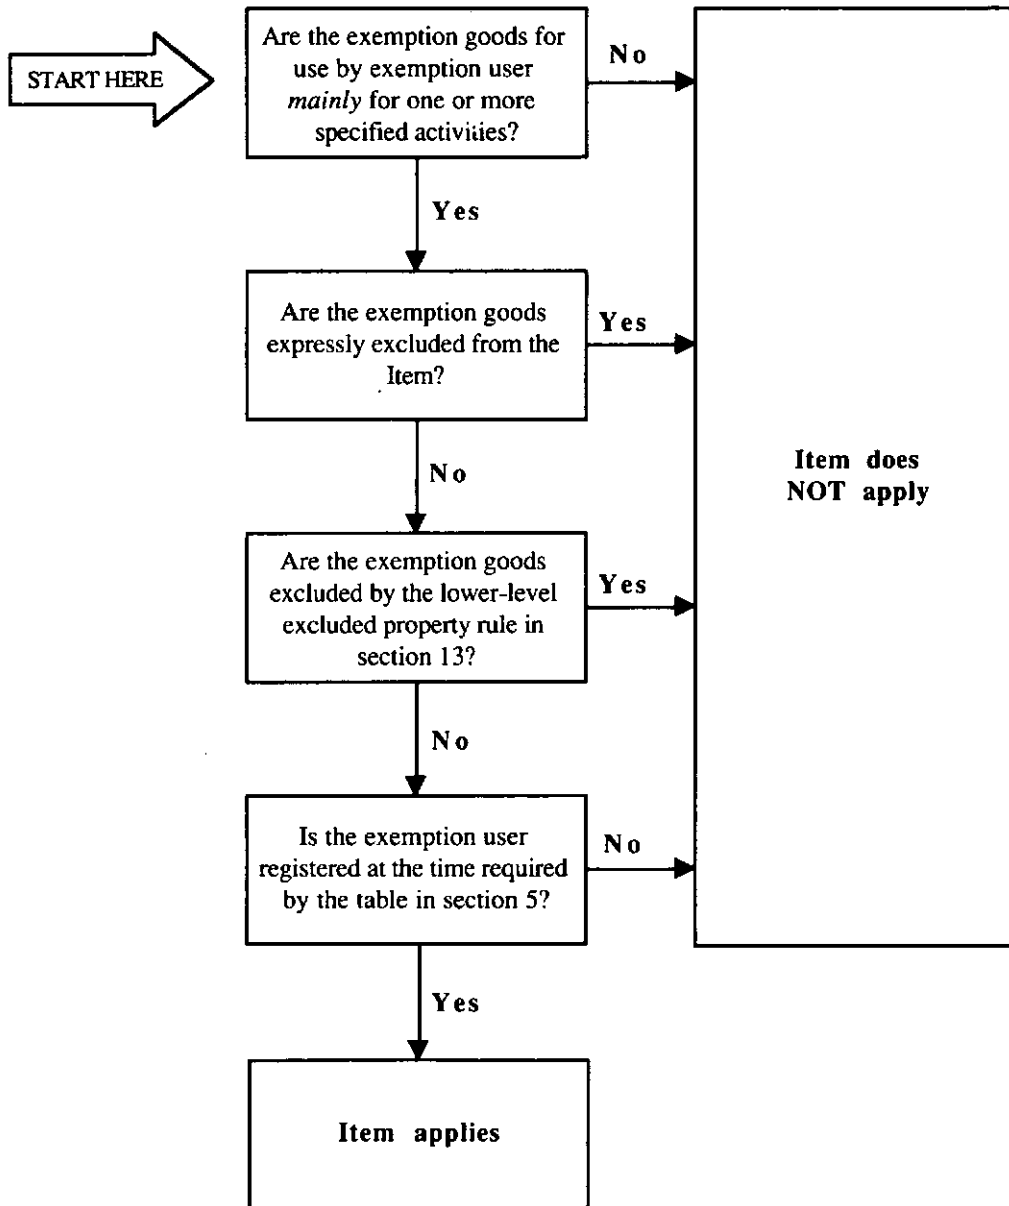 START HERE
Are the exemption goods for
use by exemption user
mainly for one or more
specified activities?
No
Yes
Are the exemption goods
expressly excluded from the
Item?
Yes
No
Item does
NOT apply
Are the exemption goods
excluded by the lower-level
excluded property rule in
section 13?
Yes
No
Is the exemption user
registered at the time required
by the table in section 5?
No
Yes
Item applies